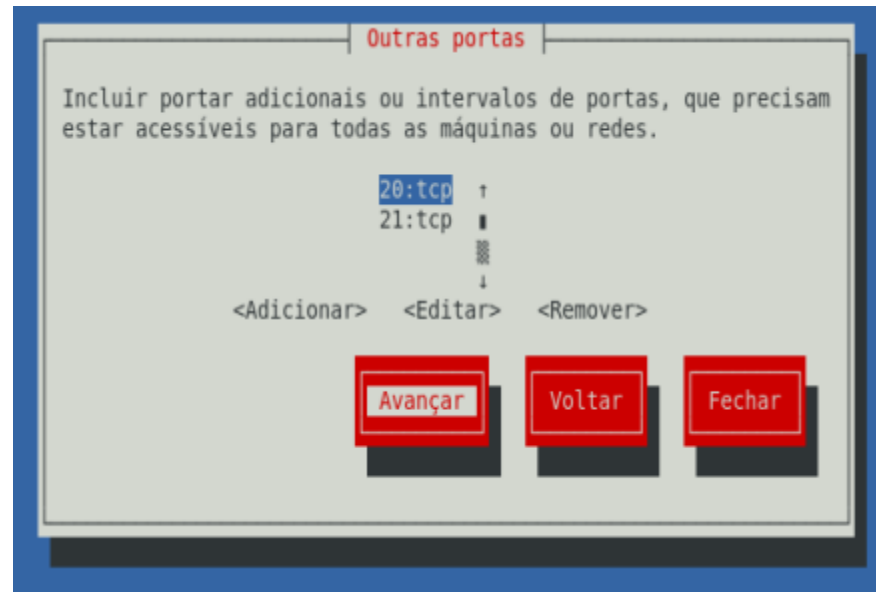 Outras portas
Incluir portar adicionais ou intervalos de portas, que precisam
estar acessíveis para todas as máquinas ou redes.
20:tcp ↑
21:tcp
↓
<Adicionar> <Editar> <Remover>
Avançar Voltar Fechar